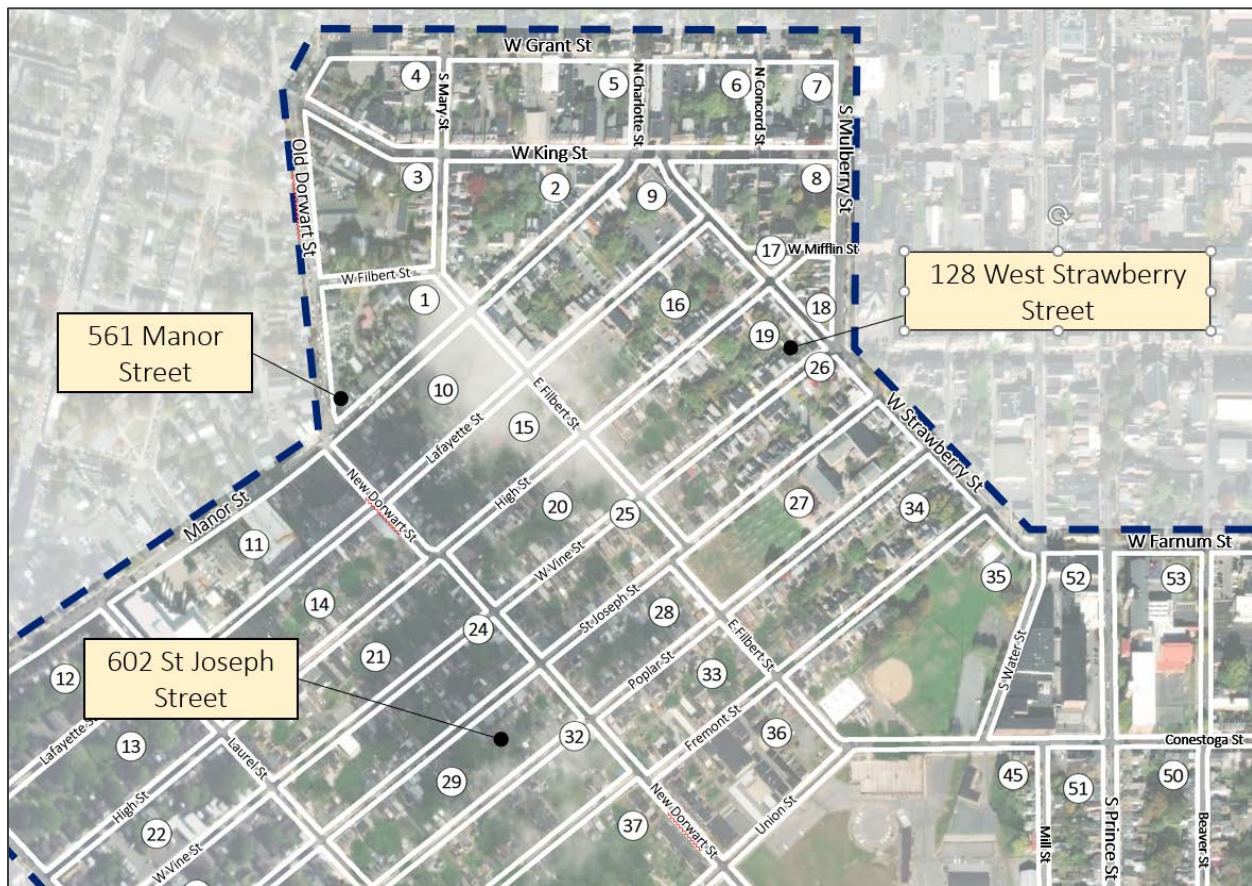 W Grant St
4
5
6
7
S Mary St
N Charlotte St
N Concord St
S Mulberry St
W King St
Old Dorwart St
3
2
9
8
17
W Mifflin St
W Filbert St
1
16
18
128 West Strawberry
Street
561 Manor
Street
19
26
10
E Filbert St
W Strawberry St
Lafayette St
15
New Dorwart St
High St
Manor St
11
20
25
27
34
W Vine St
W Farnum St
35
52
53
14
24
St Joseph St
28
E Filbert St
S Water St
602 St Joseph
Street
21
12
Poplar St
33
Lafayette St
13
Laurel St
32
Fremont St
36
Conestoga St
29
High St
22
New Dorwart St
37
Union St
45
51
50
Mill St
S Prince St
Beaver St
W Vine St